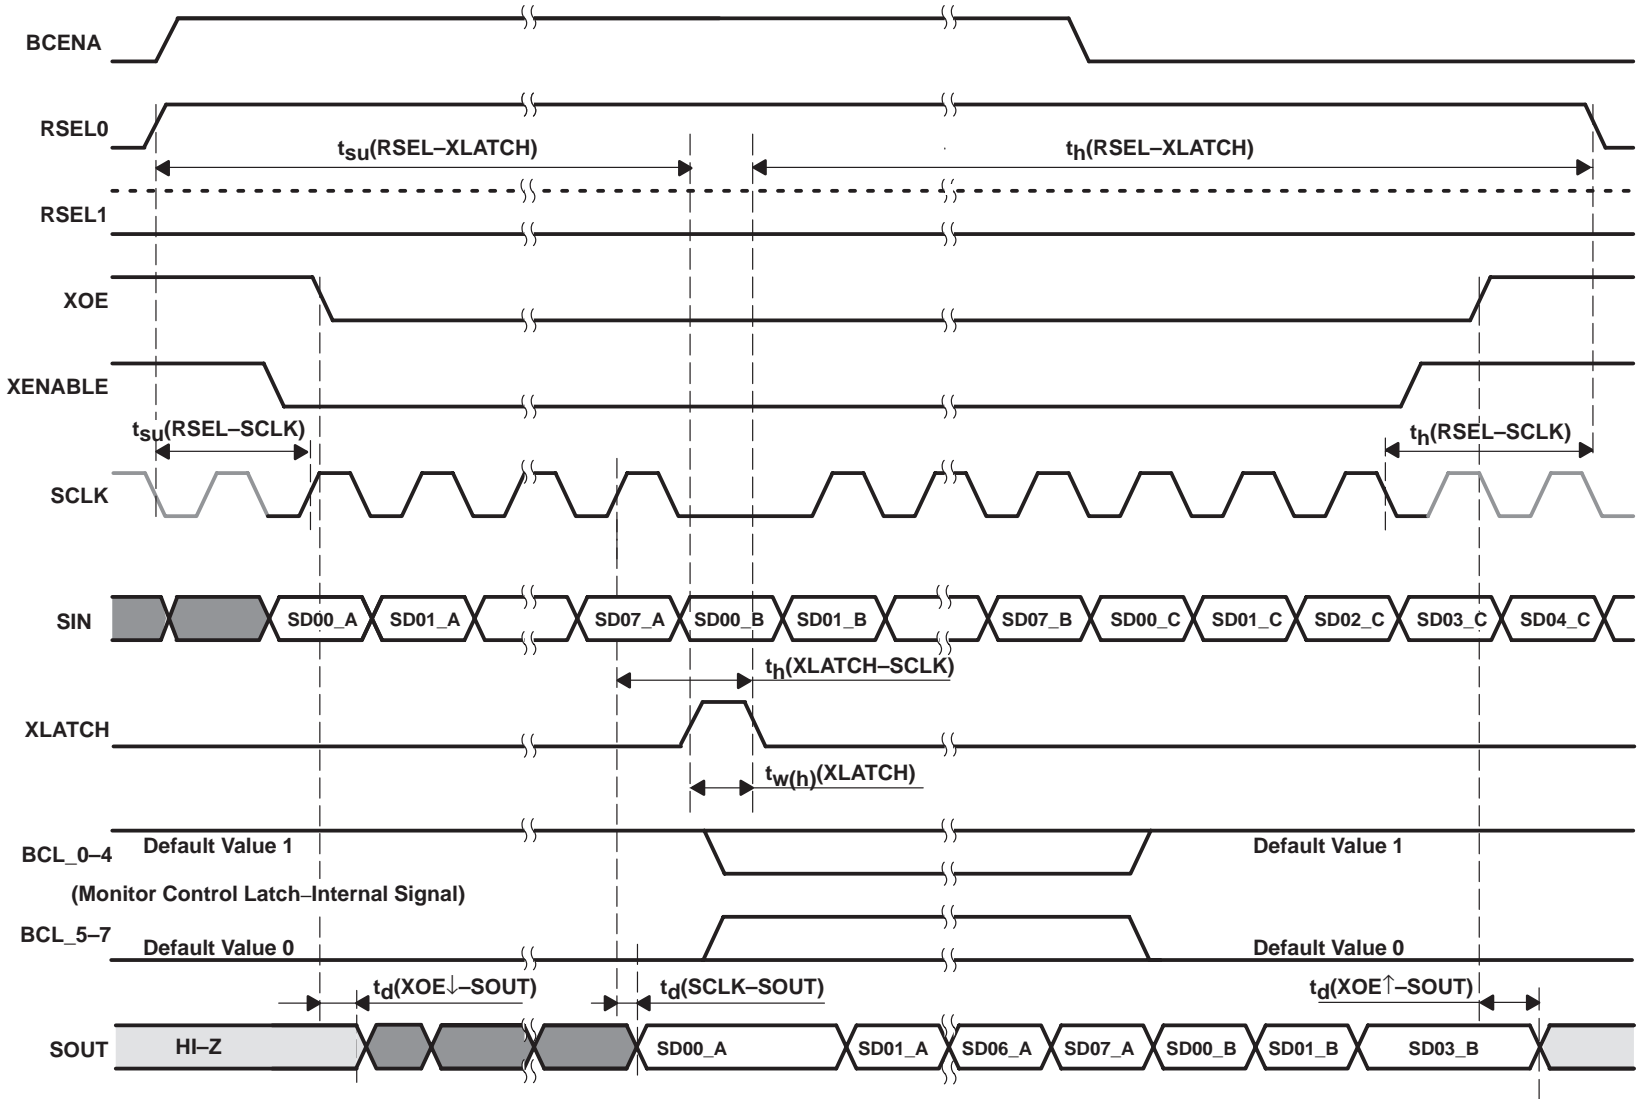 BCENA
RSEL0
tsu(RSEL–XLATCH)
th(RSEL–XLATCH)
RSEL1
XOE
XENABLE
tsu(RSEL–SCLK)
th(RSEL–SCLK)
SCLK
SIN
SD00_A
SD01_A
SD07_A
SD00_B
SD01_B
SD07_B
SD00_C
SD01_C
SD02_C
SD03_C
SD04_C
th(XLATCH–SCLK)
XLATCH
tw(h)(XLATCH)
BCL_0–4
Default Value 1
Default Value 1
(Monitor Control Latch–Internal Signal)
BCL_5–7
Default Value 0
Default Value 0
td(XOE↓–SOUT)
td(SCLK–SOUT)
td(XOE↑–SOUT)
SOUT
HI–Z
SD00_A
SD01_A
SD06_A
SD07_A
SD00_B
SD01_B
SD03_B